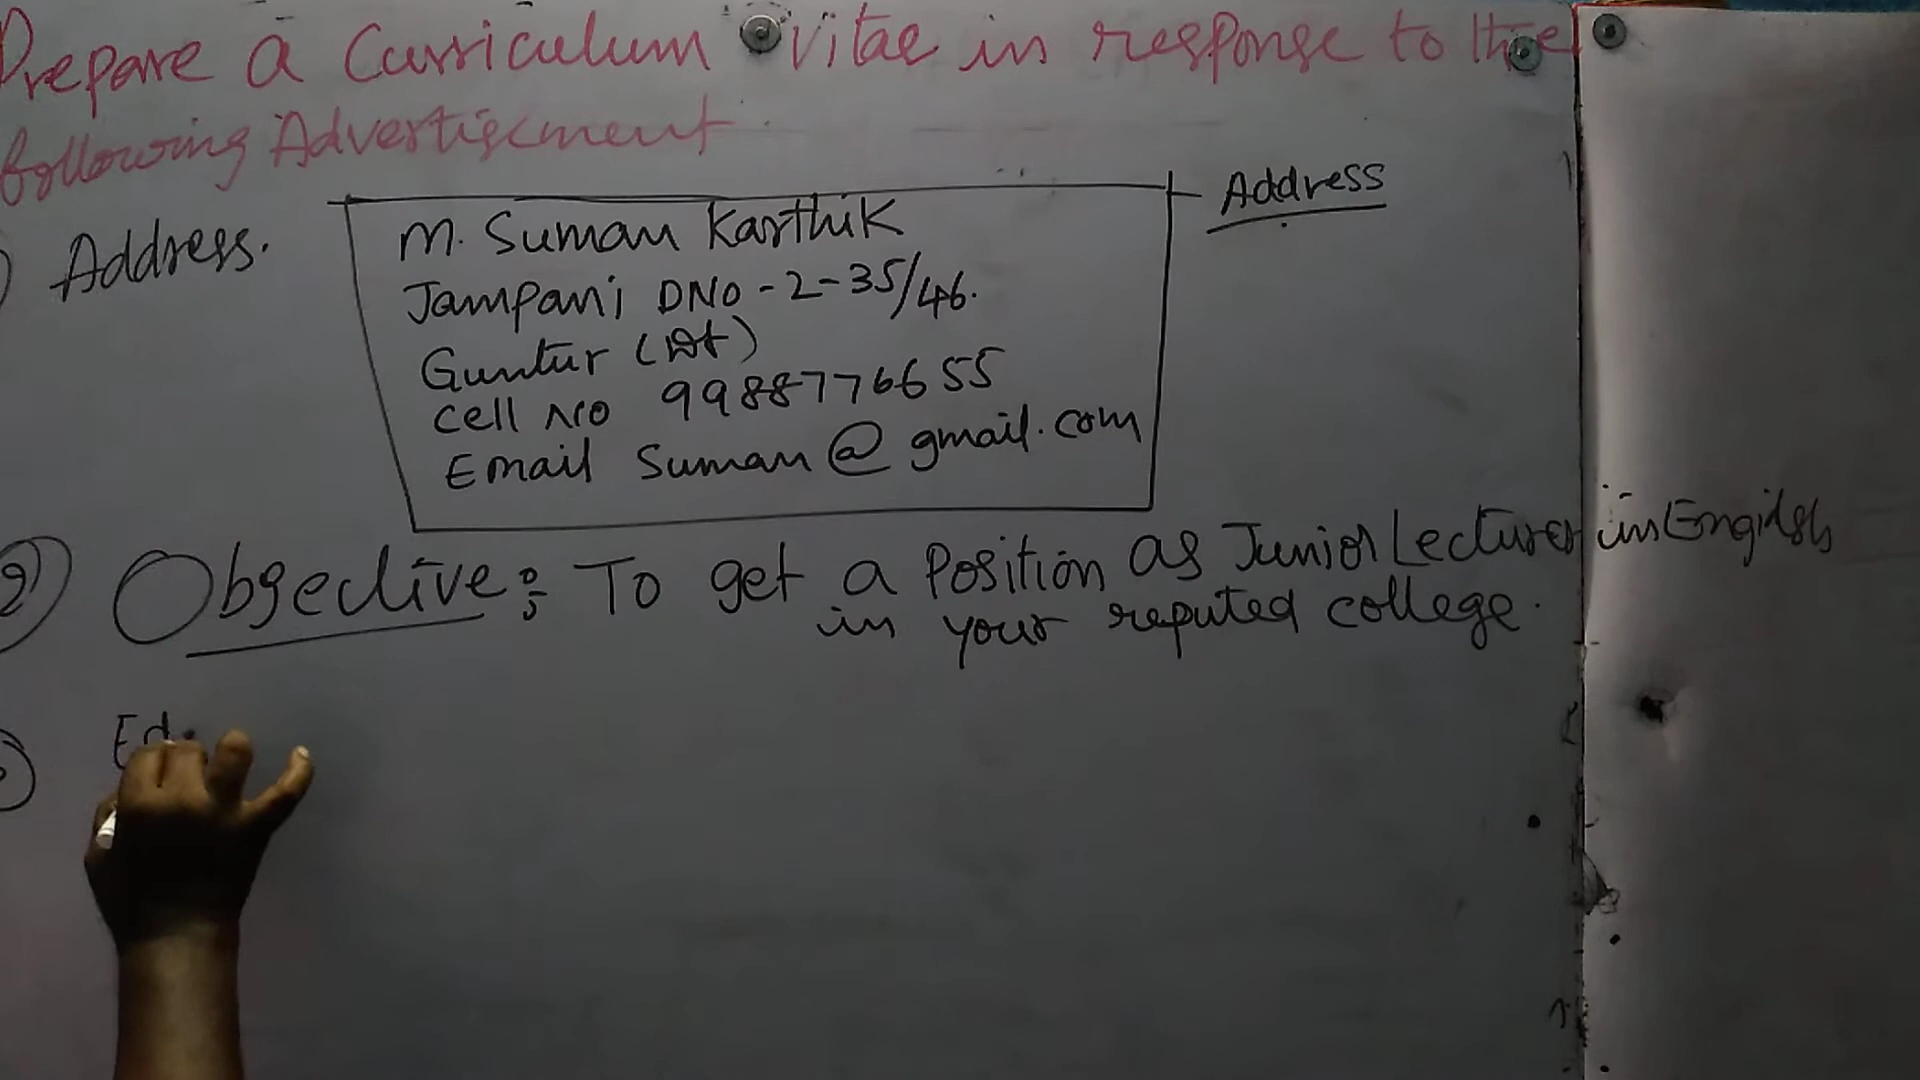 Prepare a Curriculum Vitae in response to the
following Advertisement
Address.
M. Suman Karthik
Jampani DNO-2-35/46.
Guntur (Dt)
cell no 9988776655
Email Suman@gmail.com
Address
2) Objective: To get a Position as Junior Lecturer in English
in your reputed college.
Ed